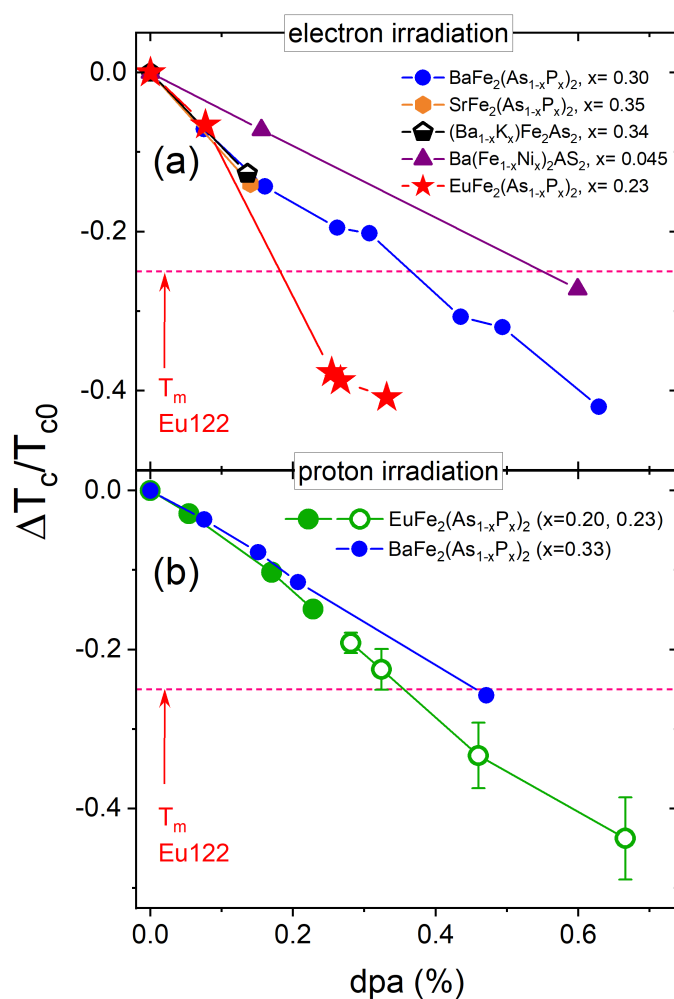 electron irradiation
0.0
-0.2
-0.4
(a)
BaFe₂(As₁₋ₓPₓ)₂, x= 0.30
SrFe₂(As₁₋ₓPₓ)₂, x= 0.35
(Ba₁₋ₓKₓ)Fe₂As₂, x= 0.34
Ba(Fe₁₋ₓNiₓ)₂AS₂, x= 0.045
EuFe₂(As₁₋ₓPₓ)₂, x= 0.23
Tₘ
Eu122
ΔT_c/T_c0
proton irradiation
0.0
-0.2
-0.4
(b)
EuFe₂(As₁₋ₓPₓ)₂ (x=0.20, 0.23)
BaFe₂(As₁₋ₓPₓ)₂ (x=0.33)
Tₘ
Eu122
0.0 0.2 0.4 0.6
dpa (%)